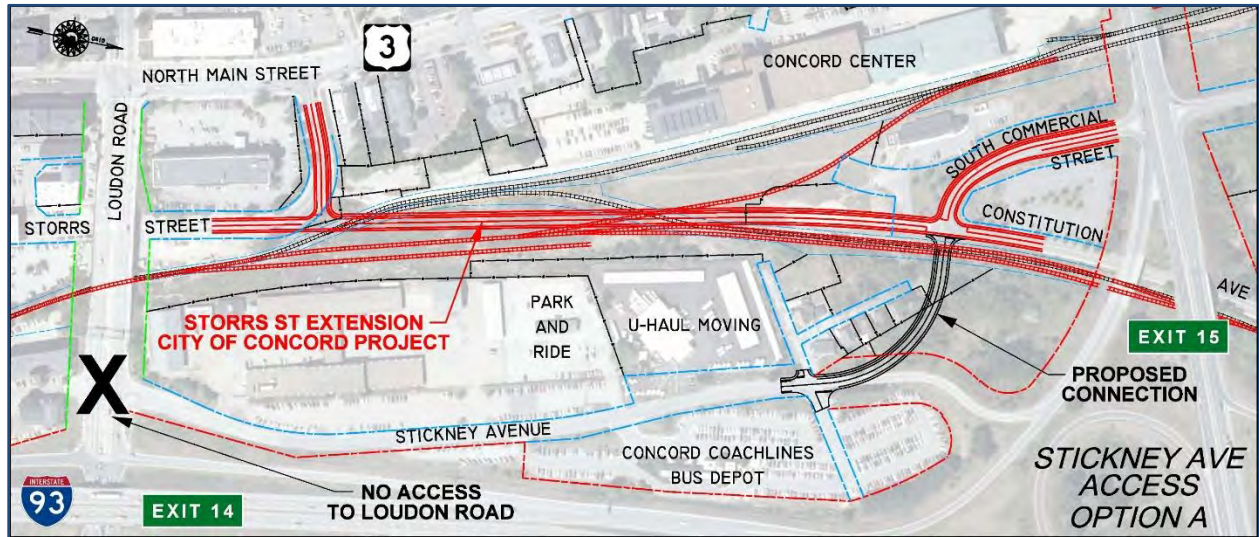 NORTH MAIN STREET
3
CONCORD CENTER
LOUDON ROAD
SOUTH COMMERCIAL
STREET
STORRS
STREET
CONSTITUTION
AVE
STORRS ST EXTENSION
CITY OF CONCORD PROJECT
PARK
AND
RIDE
U-HAUL MOVING
EXIT 15
PROPOSED
CONNECTION
X
STICKNEY AVENUE
CONCORD COACHLINES
BUS DEPOT
NO ACCESS
TO LOUDON ROAD
INTERSTATE
93
EXIT 14
STICKNEY AVE
ACCESS
OPTION A